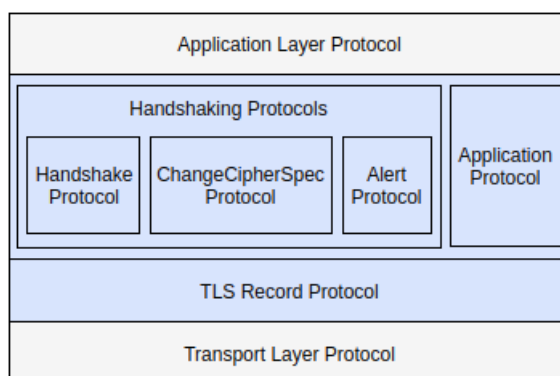 Application Layer Protocol
Handshaking Protocols
Handshake
Protocol
ChangeCipherSpec
Protocol
Alert
Protocol
Application
Protocol
TLS Record Protocol
Transport Layer Protocol